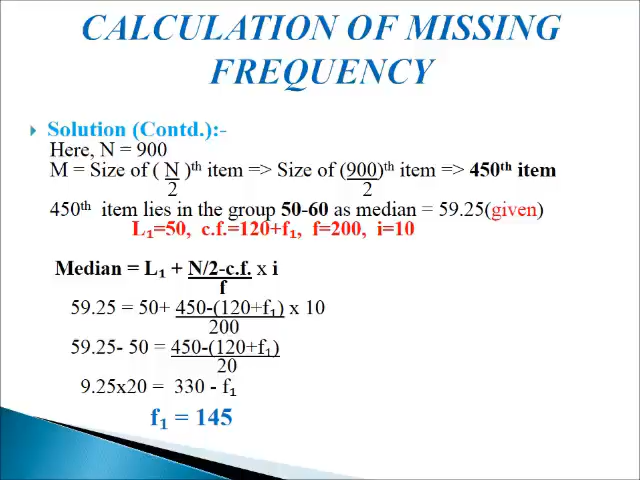 CALCULATION OF MISSING
FREQUENCY
Solution (Contd.):-
Here, N = 900
M = Size of ( N )th item => Size of (900)th item => 450th item
2 2
450th item lies in the group 50-60 as median = 59.25(given)
L₁=50, c.f.=120+f₁, f=200, i=10
Median = L₁ + N/2-c.f. x i
f
59.25 = 50+ 450-(120+f₁) x 10
200
59.25- 50 = 450-(120+f₁)
20
9.25x20 = 330 - f₁
f₁ = 145